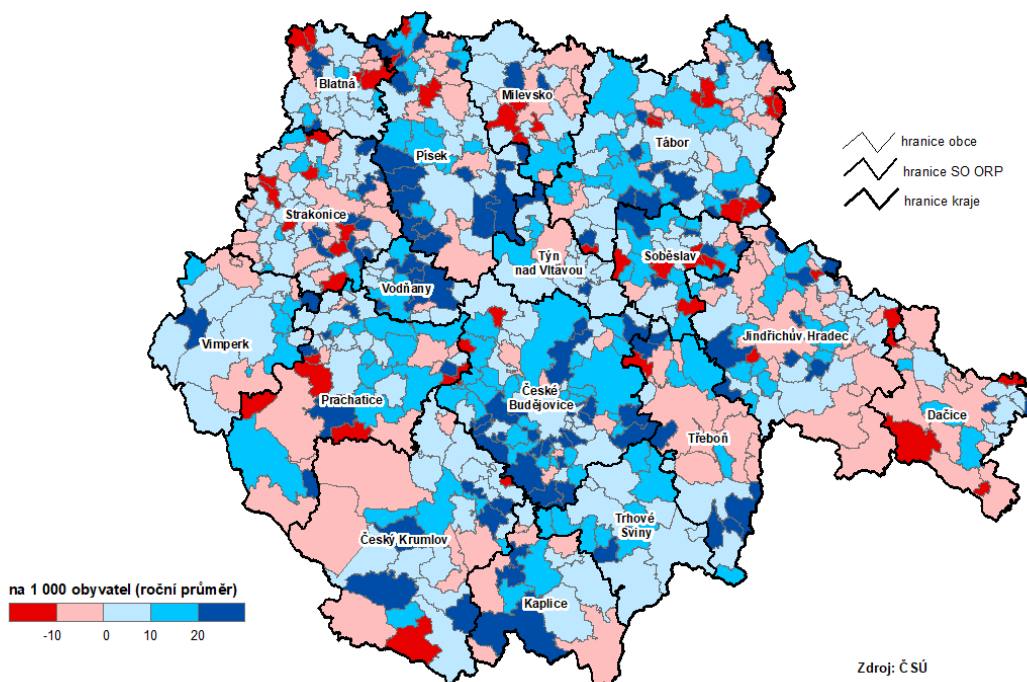 Blatná
Milevsko
Písek
Tábor
hranice obce
hranice SO ORP
hranice kraje
Strakonice
Týn
nad Vltavou
Soběslav
Vodňany
Vimperk
Jindřichův Hradec
Prachatice
České
Budějovice
Dačice
Třeboň
Trhové
Sviny
Český Krumlov
na 1 000 obyvatel (roční průměr)
Kaplice
-10 0 10 20
Zdroj: ČSÚ